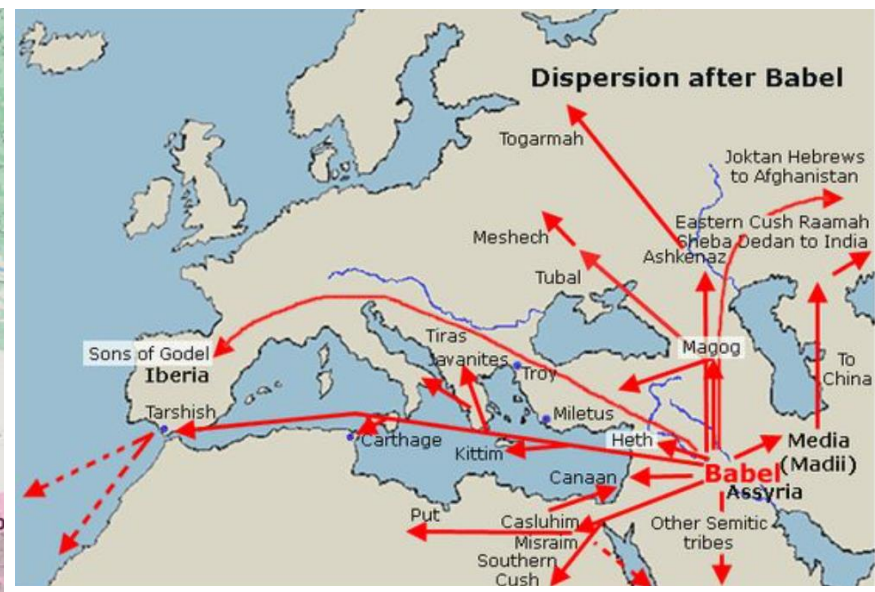 Dispersion after Babel
Togarmah
Joktan Hebrews
to Afghanistan
Eastern Cush Raamah
Sheba Dedan to India
Ashkenaz
Meshech
Tubal
Tiras
Javanites
Troy
Magog
Sons of Godel
Iberia
To
China
Tarshish
Miletus
Carthage
Kittim
Heth
Media
(Madii)
Babel
Assyria
Canaan
Put
Casluhim
Misraim
Southern
Cush
Other Semitic
tribes